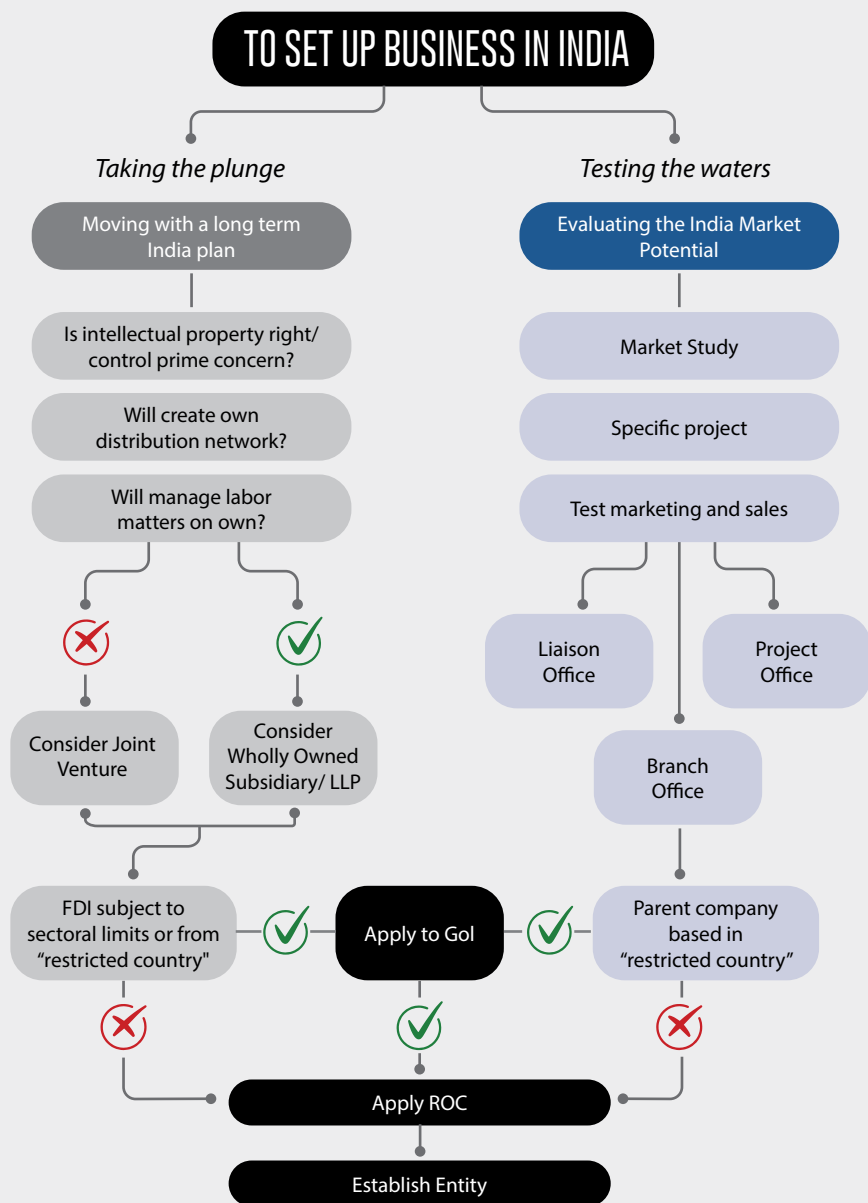 TO SET UP BUSINESS IN INDIA
Taking the plunge
Testing the waters
Moving with a long term
India plan
Evaluating the India Market
Potential
Is intellectual property right/
control prime concern?
Market Study
Will create own
distribution network?
Specific project
Will manage labor
matters on own?
Test marketing and sales
Liaison
Office
Project
Office
Consider Joint
Venture
Consider
Wholly Owned
Subsidiary/ LLP
Branch
Office
FDI subject to
sectoral limits or from
“restricted country"
Apply to GoI
Parent company
based in
“restricted country”
Apply ROC
Establish Entity